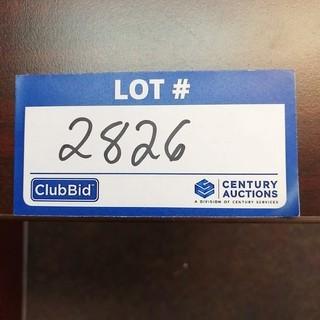 LOT #
2826
ClubBid
CENTURY
AUCTIONS
A DIVISION OF CENTURY SERVICES